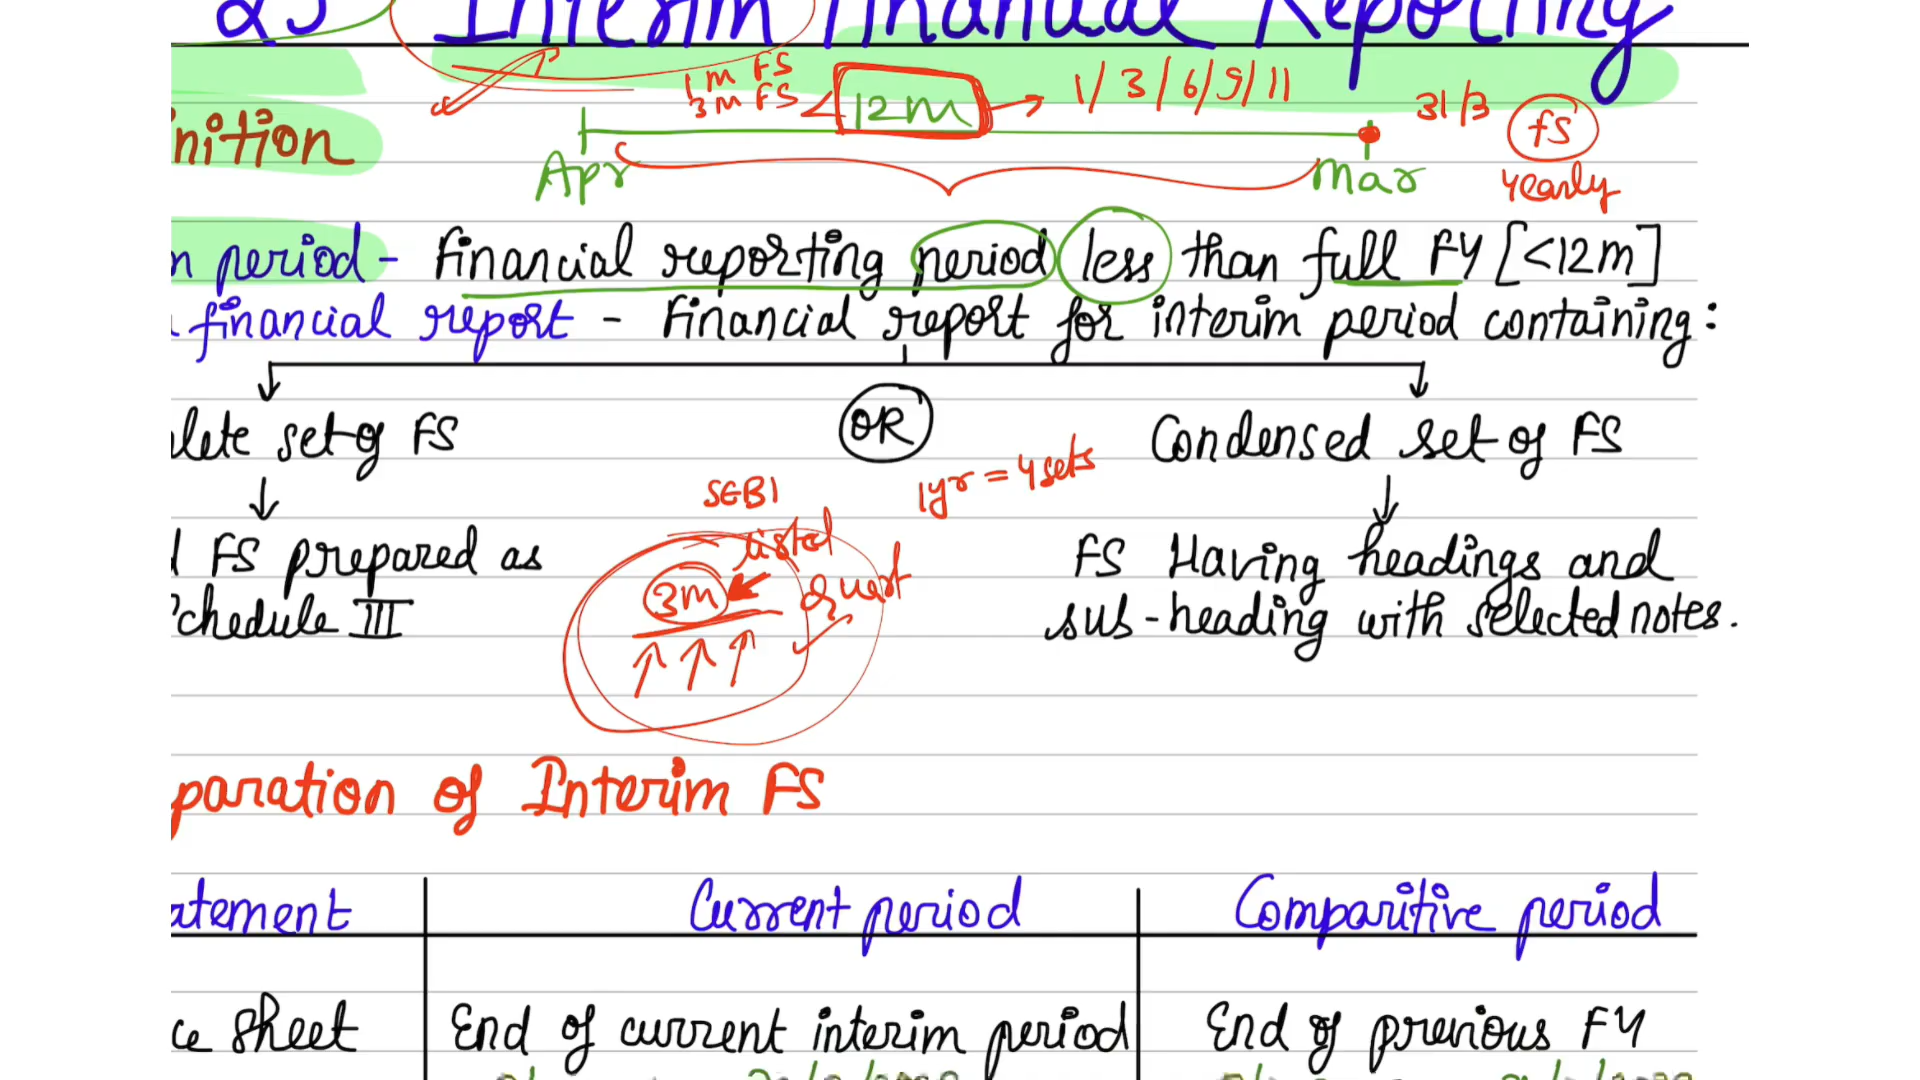 25 Interim Financial Reporting
1m FS
3m FS
12m
1/3/6/9/11
31/3
FS
yearly
nition
Apr
Mar
n period - Financial reporting period less than full FY [<12m]
financial report - Financial report for interim period containing:
OR
lete set of FS
Condensed set of FS
1yr = 4 sets
SEBI
listed
3m
Quart
FS prepared as
chedule III
FS Having headings and
sub-heading with selected notes.
paration of Interim FS
atement
Current period
Comparitive period
ce sheet
End of current interim period
End of previous FY